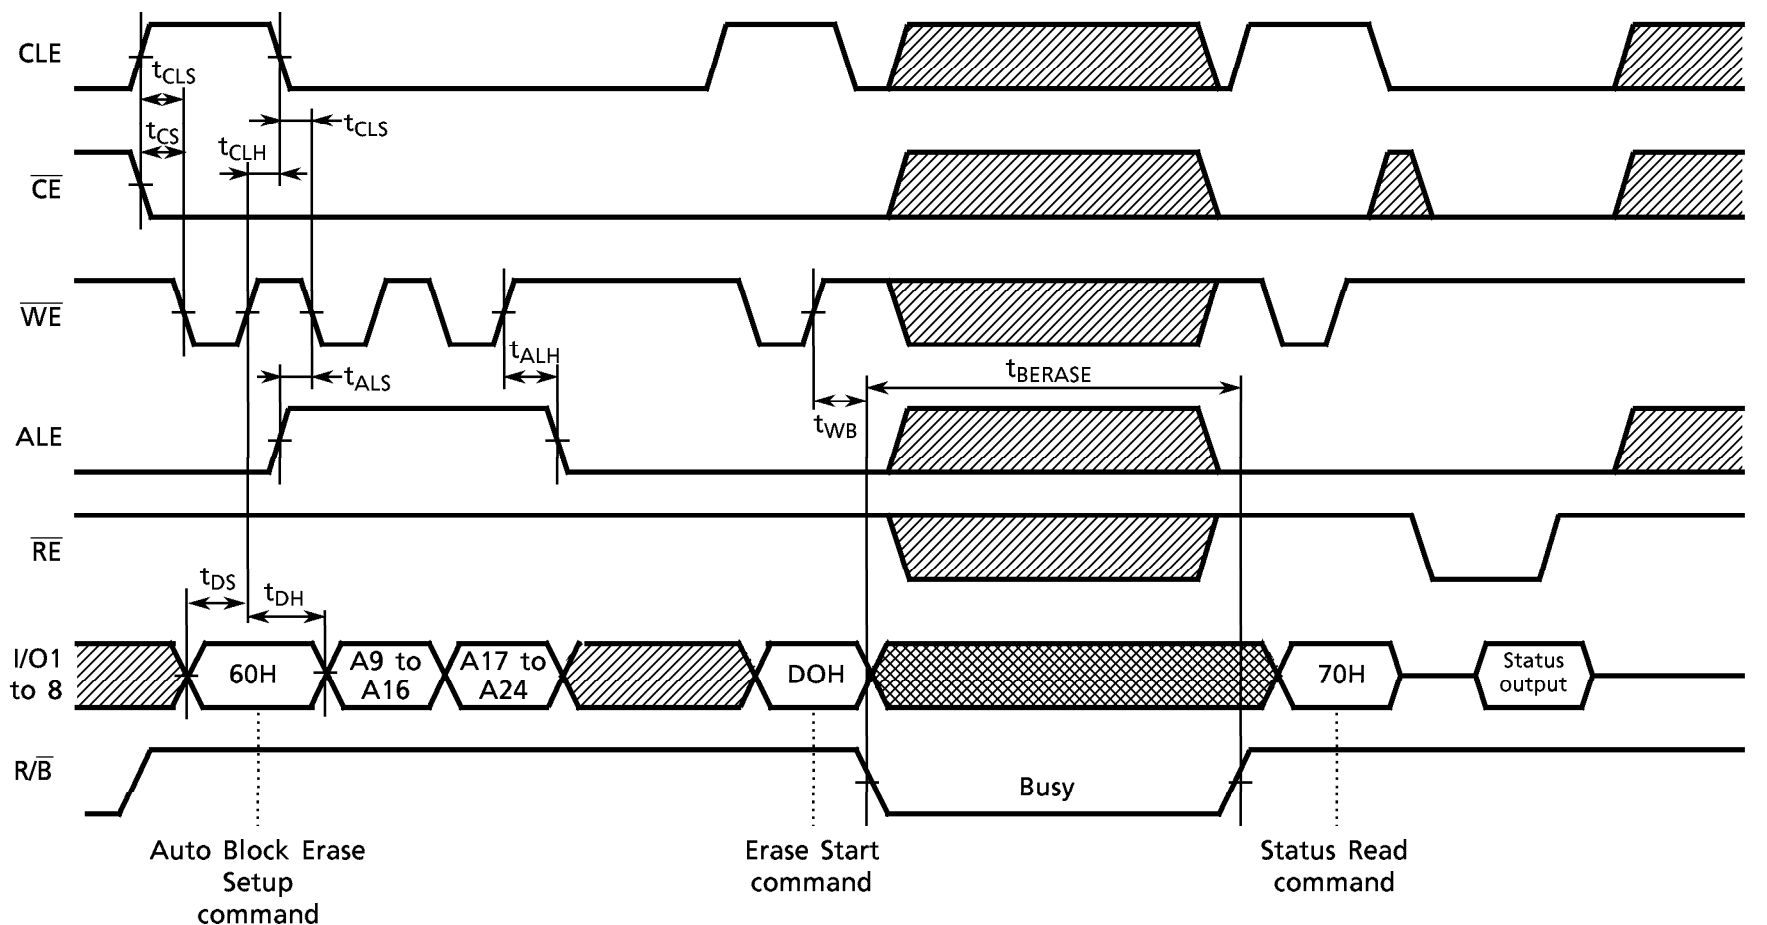 CLE
tCLS
tCS
tCLH
tCLS
CE
WE
tALH
tALS
tBERASE
tWB
ALE
RE
tDS
tDH
I/O1
to 8
60H
A9 to
A16
A17 to
A24
DOH
70H
Status
output
R/B
Busy
Auto Block Erase
Setup
command
Erase Start
command
Status Read
command